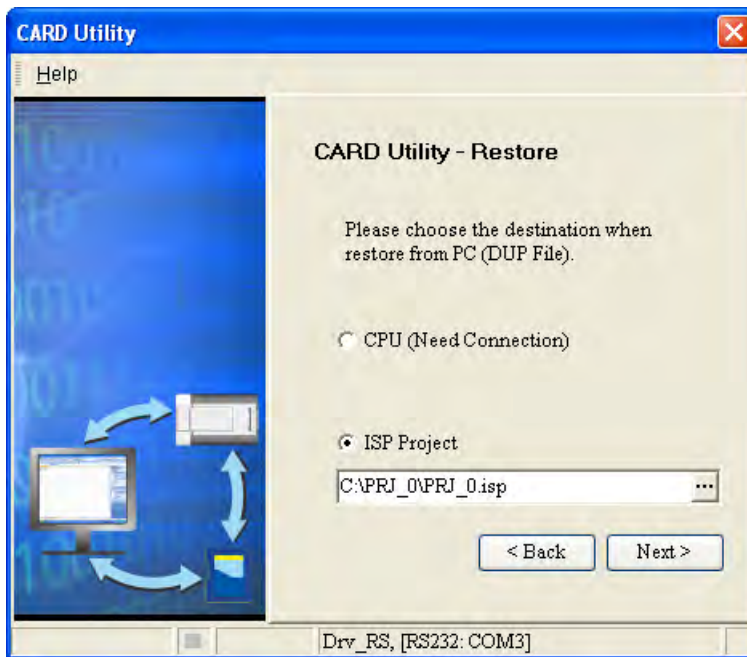 CARD Utility
Help
CARD Utility - Restore
Please choose the destination when
restore from PC (DUP File).
CPU (Need Connection)
ISP Project
C:\PRJ_0\PRJ_0.isp
...
< Back
Next >
Drv_RS, [RS232: COM3]